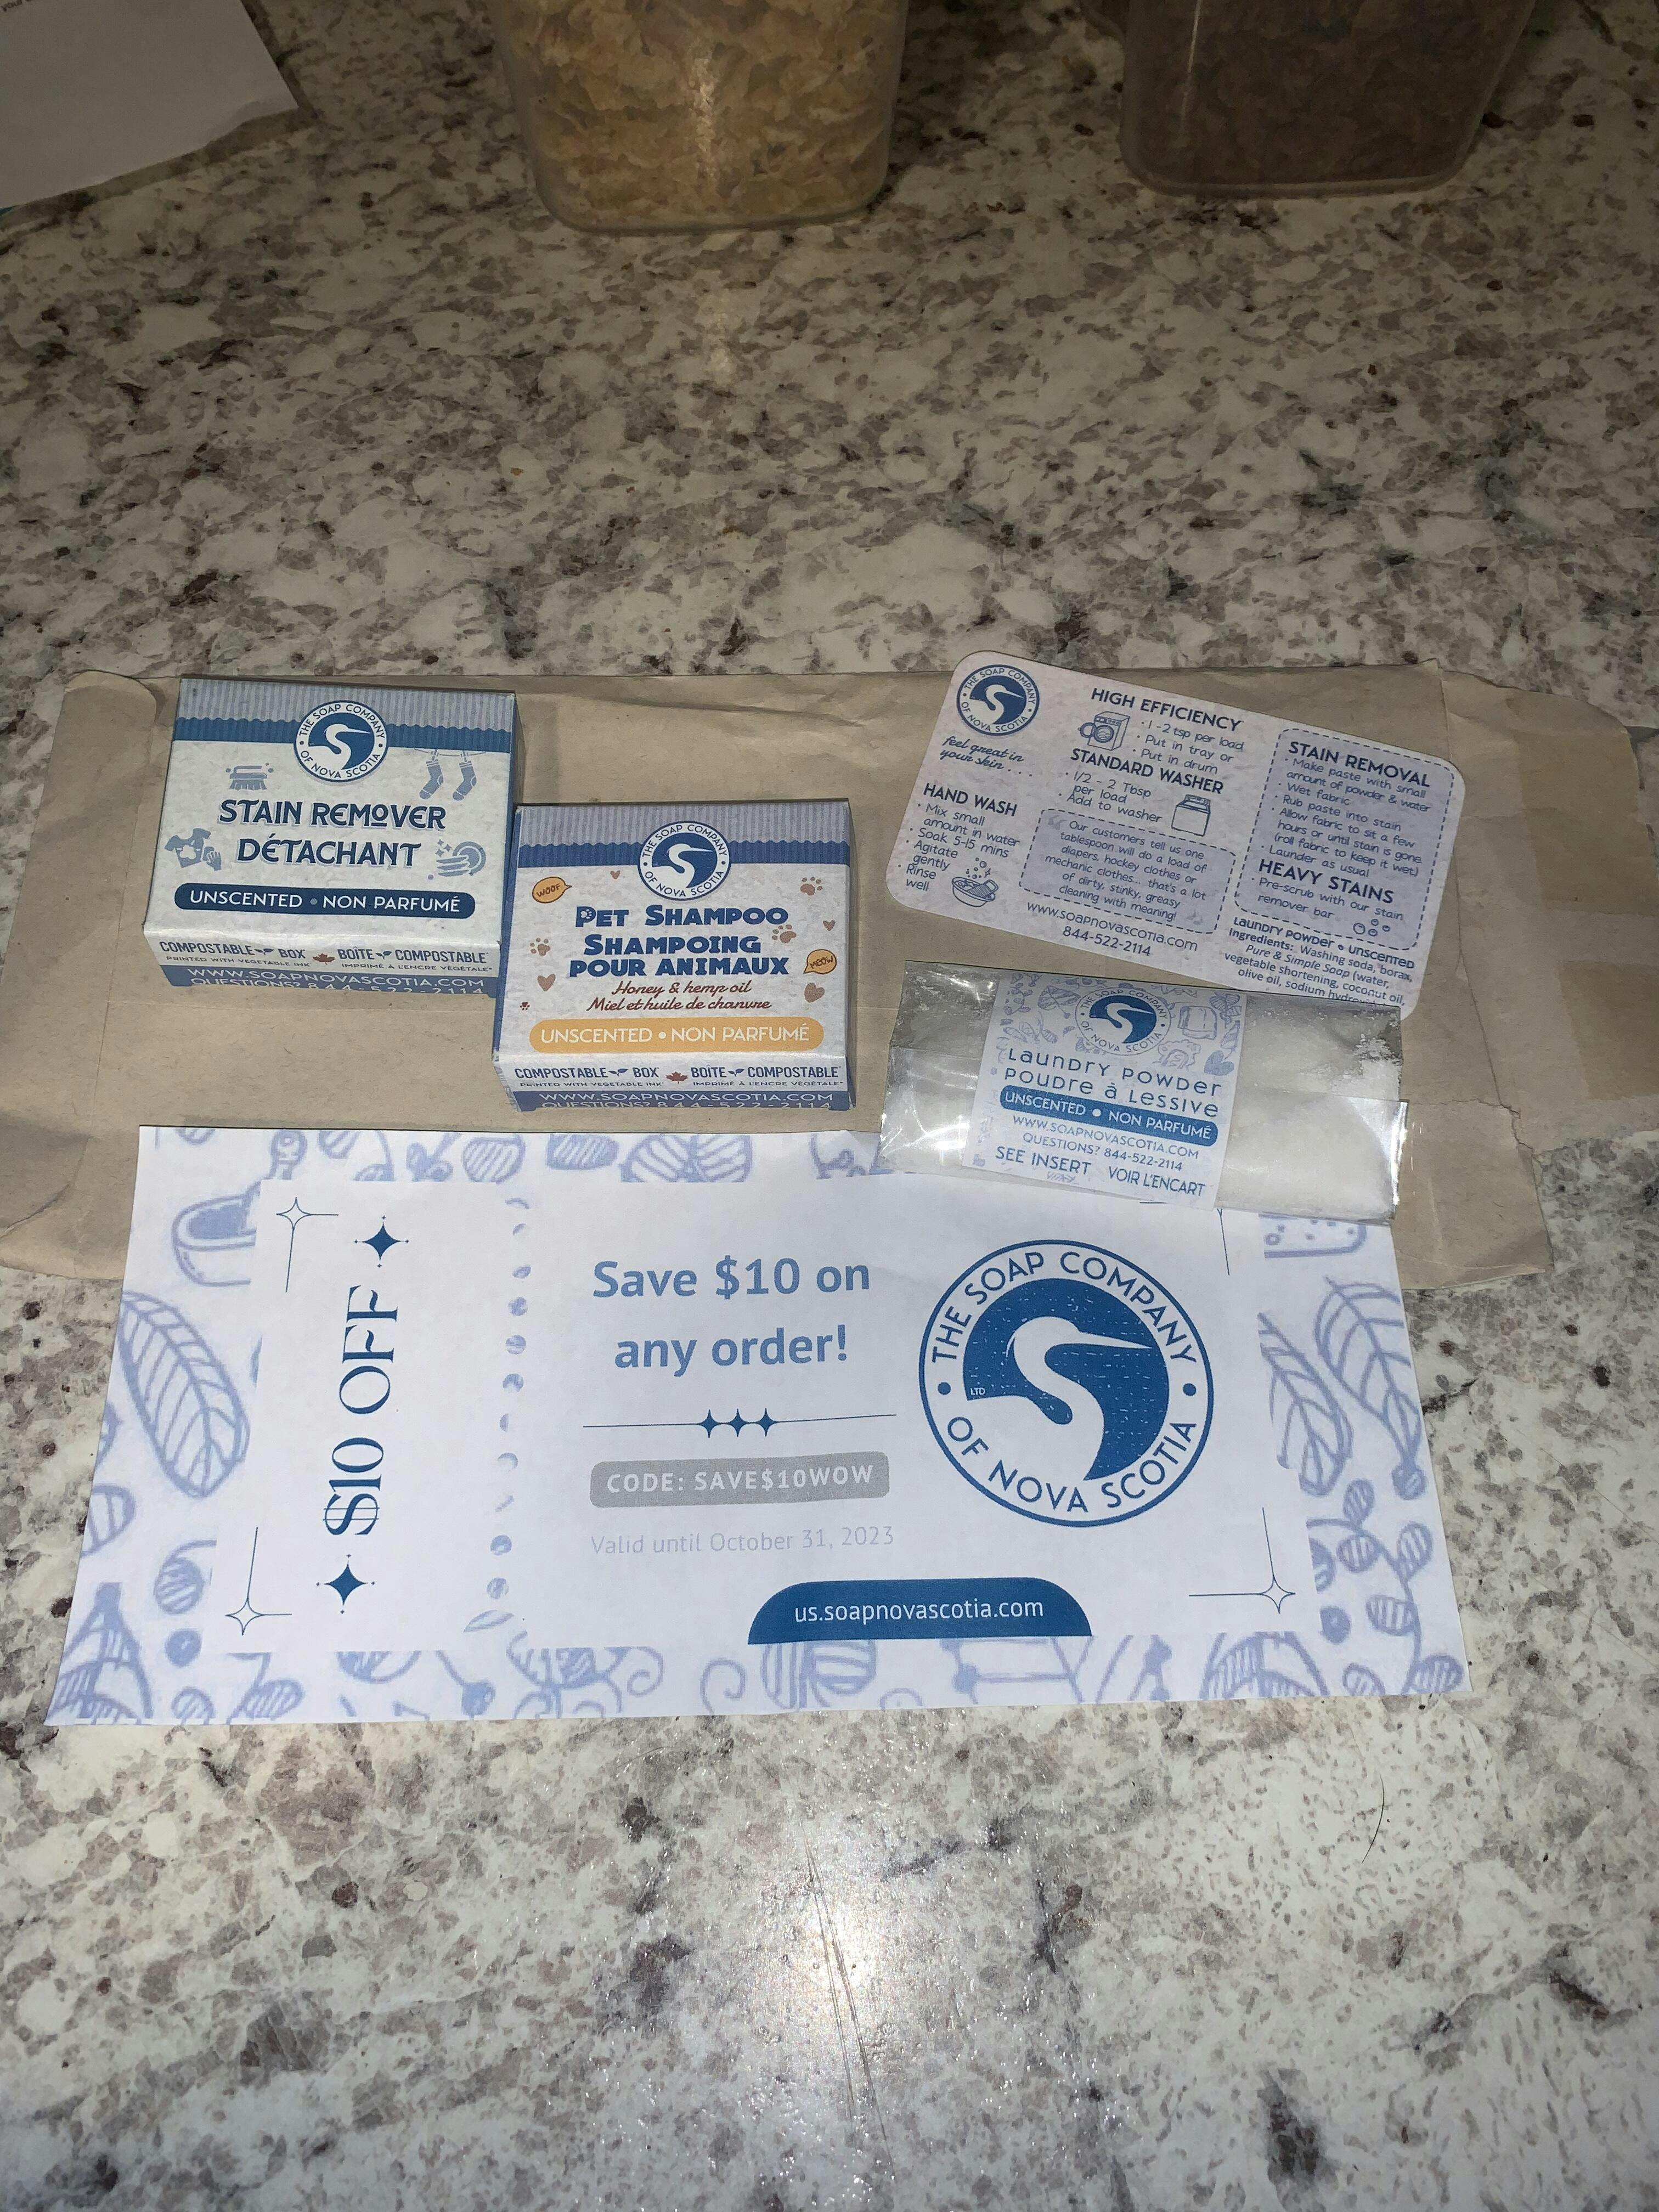 THE SOAP COMPANY
OF NOVA SCOTIA
STAIN REMOVER
DÉTACHANT
UNSCENTED • NON PARFUMÉ
COMPOSTABLE BOX BOÎTE COMPOSTABLE
PRINTED WITH VEGETABLE INK IMPRIMÉ À L'ENCRE VÉGÉTALE
WWW.SOAPNOVASCOTIA.COM
QUESTIONS? 844-522-2114
THE SOAP COMPANY
OF NOVA SCOTIA
WOOF
PET SHAMPOO
SHAMPOING
POUR ANIMAUX
MEOW
Honey & hemp oil
Miel et huile de chanvre
UNSCENTED • NON PARFUMÉ
COMPOSTABLE BOX BOÎTE COMPOSTABLE
PRINTED WITH VEGETABLE INK IMPRIMÉ À L'ENCRE VÉGÉTALE
WWW.SOAPNOVASCOTIA.COM
QUESTIONS? 844-522-2114
THE SOAP COMPANY
OF NOVA SCOTIA
feel great in
your skin....
HAND WASH
• Mix small
amount in water
• Soak 5-15 mins
• Agitate
gently
• Rinse
well
HIGH EFFICIENCY
• 1-2 tsp per load
• Put in tray or
• Put in drum
STANDARD WASHER
• 1/2 - 2 Tbsp
per load
• Add to washer
Our customers tell us one
tablespoon will do a load of
diapers, hockey clothes or
mechanic clothes... that's a lot
of dirty, stinky, greasy
cleaning with meaning!
www.soapnovascotia.com
844-522-2114
STAIN REMOVAL
• Make paste with small
amount of powder & water
• Wet fabric
• Rub paste into stain
• Allow fabric to sit a few
hours or until stain is gone
(roll fabric to keep it wet)
• Launder as usual
HEAVY STAINS
• Pre-scrub with our stain
remover bar
Laundry Powder • unscented
Ingredients: Washing soda, borax,
Pure & Simple Soap (water,
vegetable shortening, coconut oil,
olive oil, sodium
THE SOAP COMPANY
OF NOVA SCOTIA
Laundry Powder
Poudre à Lessive
UNSCENTED • NON PARFUMÉ
WWW.SOAPNOVASCOTIA.COM
QUESTIONS? 844-522-2114
SEE INSERT VOIR L'ENCART
$10 OFF
Save $10 on
any order!
CODE: SAVE$10WOW
Valid until October 31, 2023
THE SOAP COMPANY
LTD
OF NOVA SCOTIA
us.soapnovascotia.com